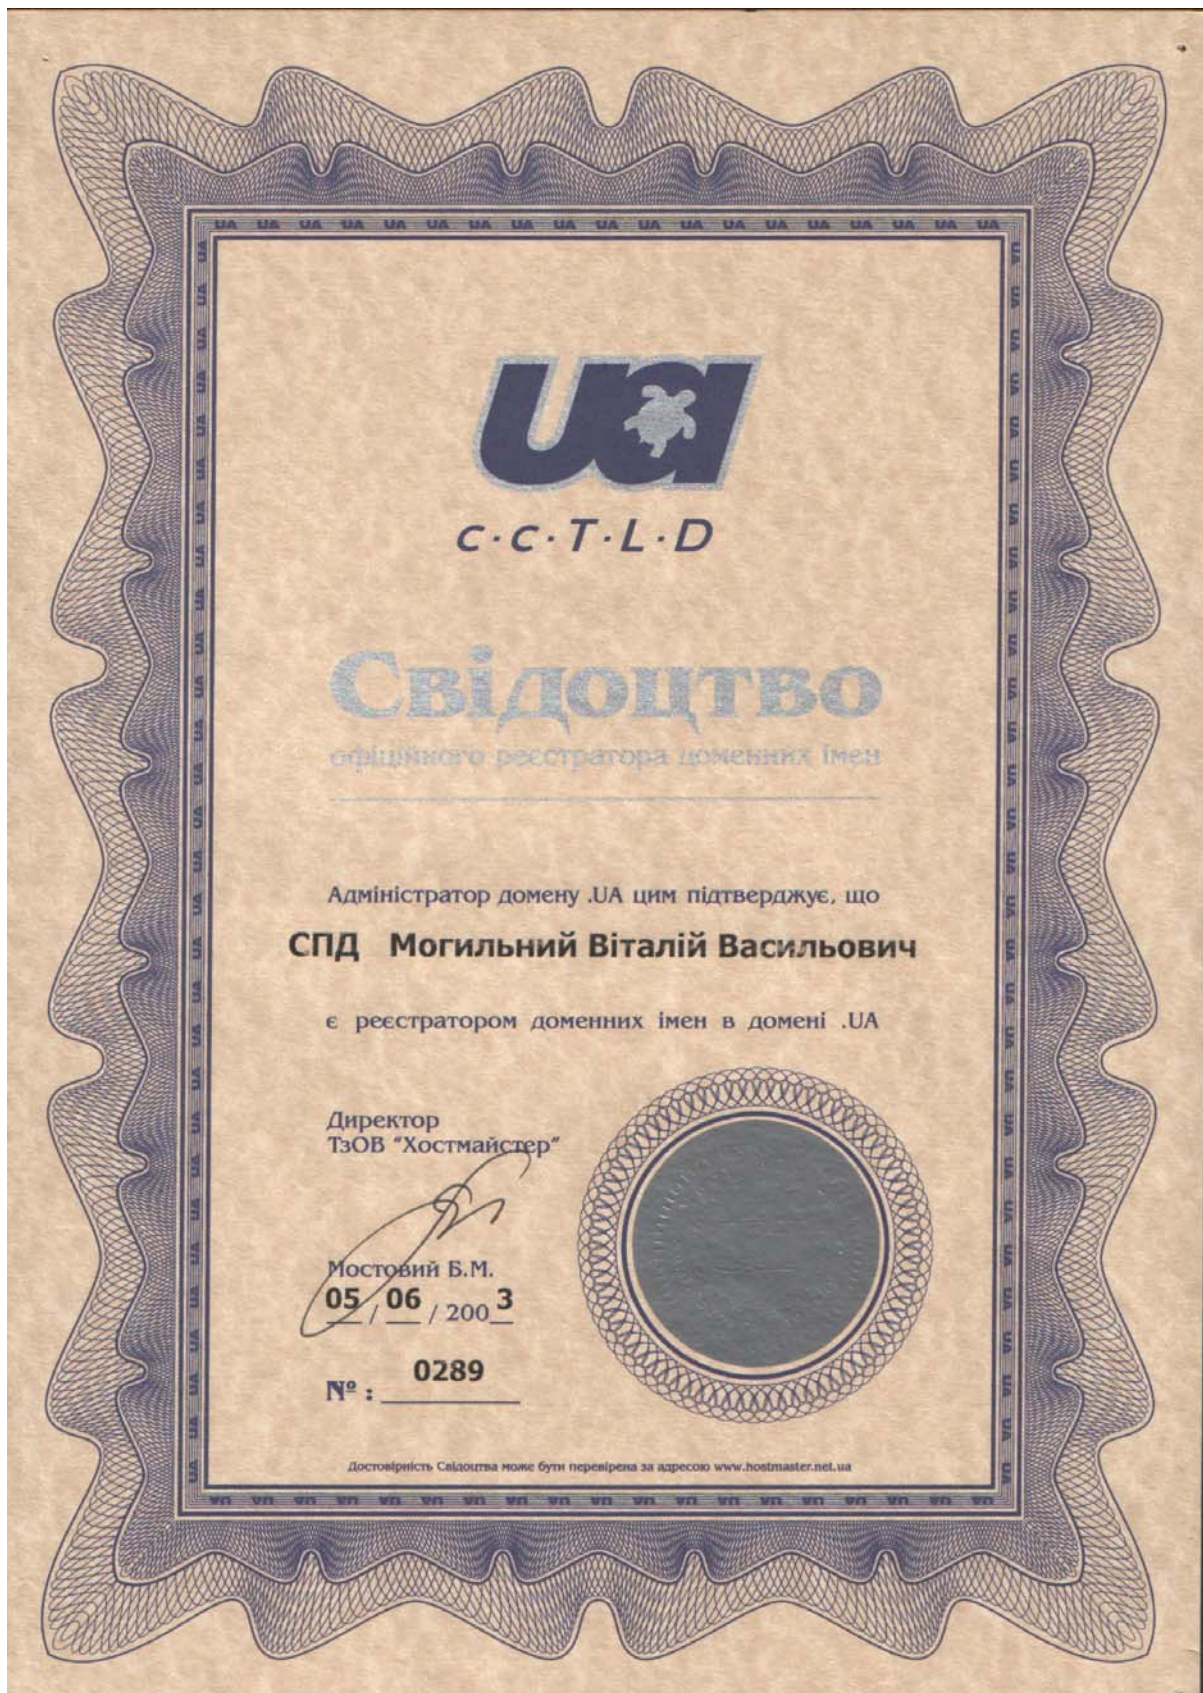 ua
c·c·T·L·D
Свідоцтво
офіційного реєстратора доменних імен
Адміністратор домену .UA цим підтверджує, що
СПД Могильний Віталій Васильович
є реєстратором доменних імен в домені .UA
Директор
ТзОВ "Хостмайстер"
Мостовий Б.М.
05 / 06 / 2003
№ : 0289
Достовірність Свідоцтва може бути перевірена за адресою www.hostmaster.net.ua